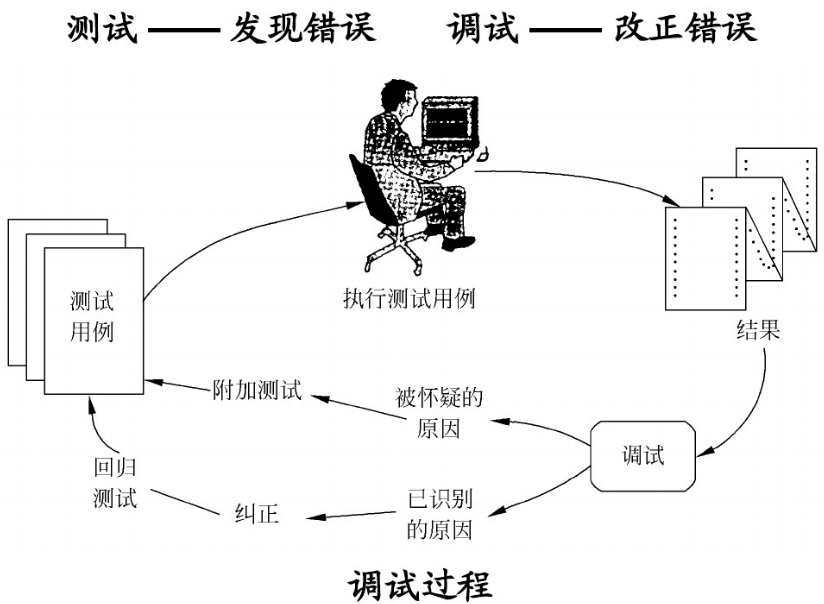 测试 —— 发现错误 调试 —— 改正错误
测试
用例
执行测试用例
结果
附加测试
被怀疑的
原因
调试
回归
测试
纠正
已识别
的原因
调试过程